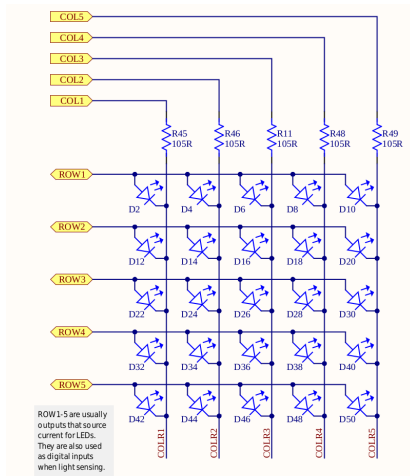 COL5
COL4
COL3
COL2
COL1
R45
105R
R46
105R
R11
105R
R48
105R
R49
105R
ROW1
D2
D4
D6
D8
D10
ROW2
D12
D14
D16
D18
D20
ROW3
D22
D24
D26
D28
D30
ROW4
D32
D34
D36
D38
D40
ROW5
D42
D44
D46
D48
D50
COLR1
COLR2
COLR3
COLR4
COLR5
ROW1-5 are usually
outputs that source
current for LEDs.
They are also used
as digital inputs
when light sensing.